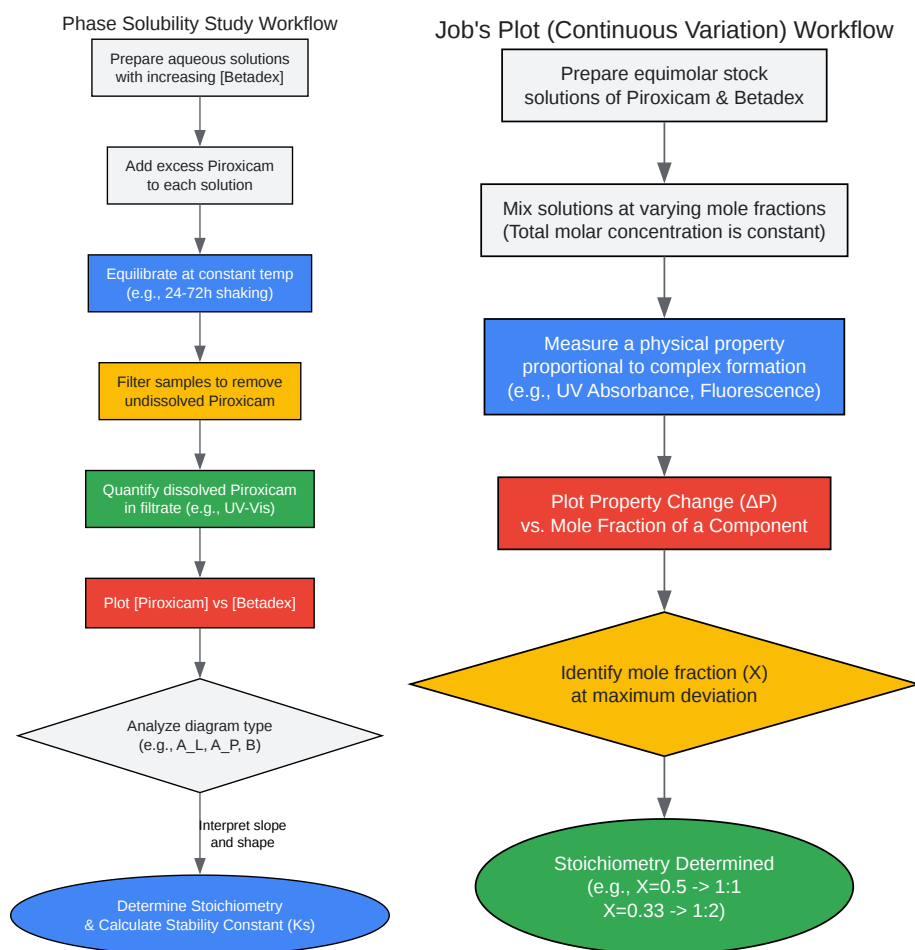 Phase Solubility Study Workflow
Prepare aqueous solutions
with increasing [Betadex]
Add excess Piroxicam
to each solution
Equilibrate at constant temp
(e.g., 24-72h shaking)
Filter samples to remove
undissolved Piroxicam
Quantify dissolved Piroxicam
in filtrate (e.g., UV-Vis)
Plot [Piroxicam] vs [Betadex]
Analyze diagram type
(e.g., A_L, A_P, B)
Interpret slope
and shape
Determine Stoichiometry
& Calculate Stability Constant (Ks)
Job's Plot (Continuous Variation) Workflow
Prepare equimolar stock
solutions of Piroxicam & Betadex
Mix solutions at varying mole fractions
(Total molar concentration is constant)
Measure a physical property
proportional to complex formation
(e.g., UV Absorbance, Fluorescence)
Plot Property Change (ΔP)
vs. Mole Fraction of a Component
Identify mole fraction (X)
at maximum deviation
Stoichiometry Determined
(e.g., X=0.5 -> 1:1
X=0.33 -> 1:2)